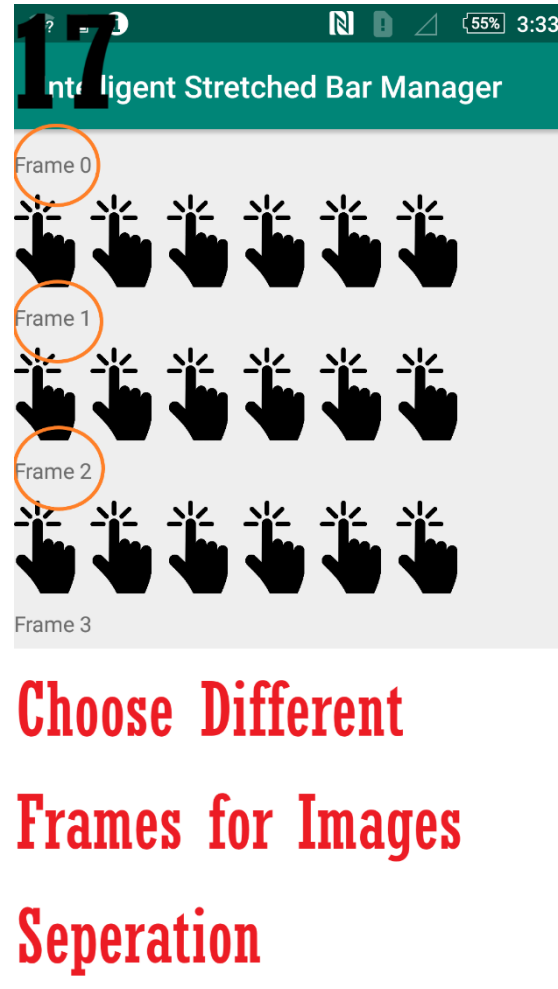 17
55% 3:33
Intelligent Stretched Bar Manager
Frame 0
Frame 1
Frame 2
Frame 3
Choose Different
Frames for Images
Seperation